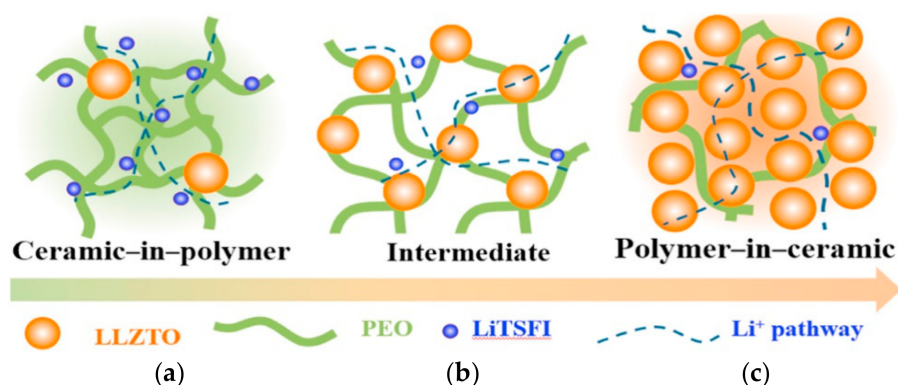 Ceramic–in–polymer Intermediate Polymer–in–ceramic
LLZTO PEO LiTSFI Li⁺ pathway
(a) (b) (c)